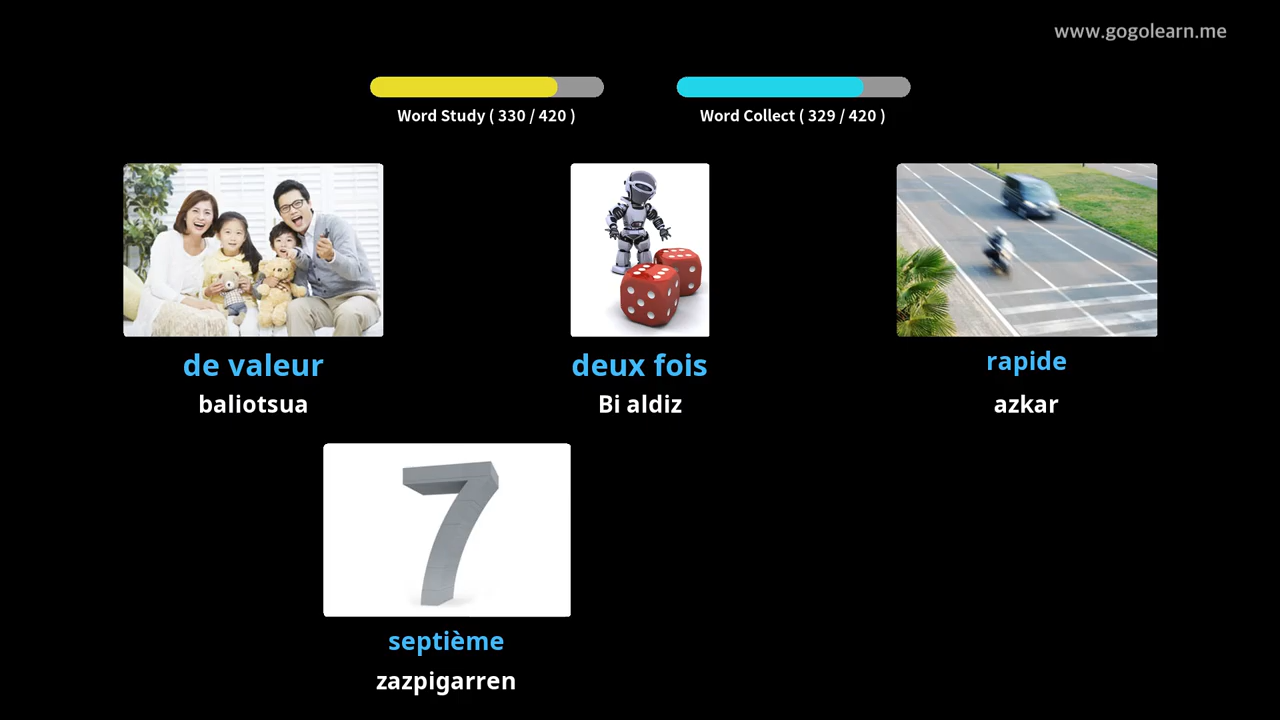 www.gogolearn.me
Word Study ( 330 / 420 )
Word Collect ( 329 / 420 )
de valeur
baliotsua
deux fois
Bi aldiz
rapide
azkar
septième
zazpigarren